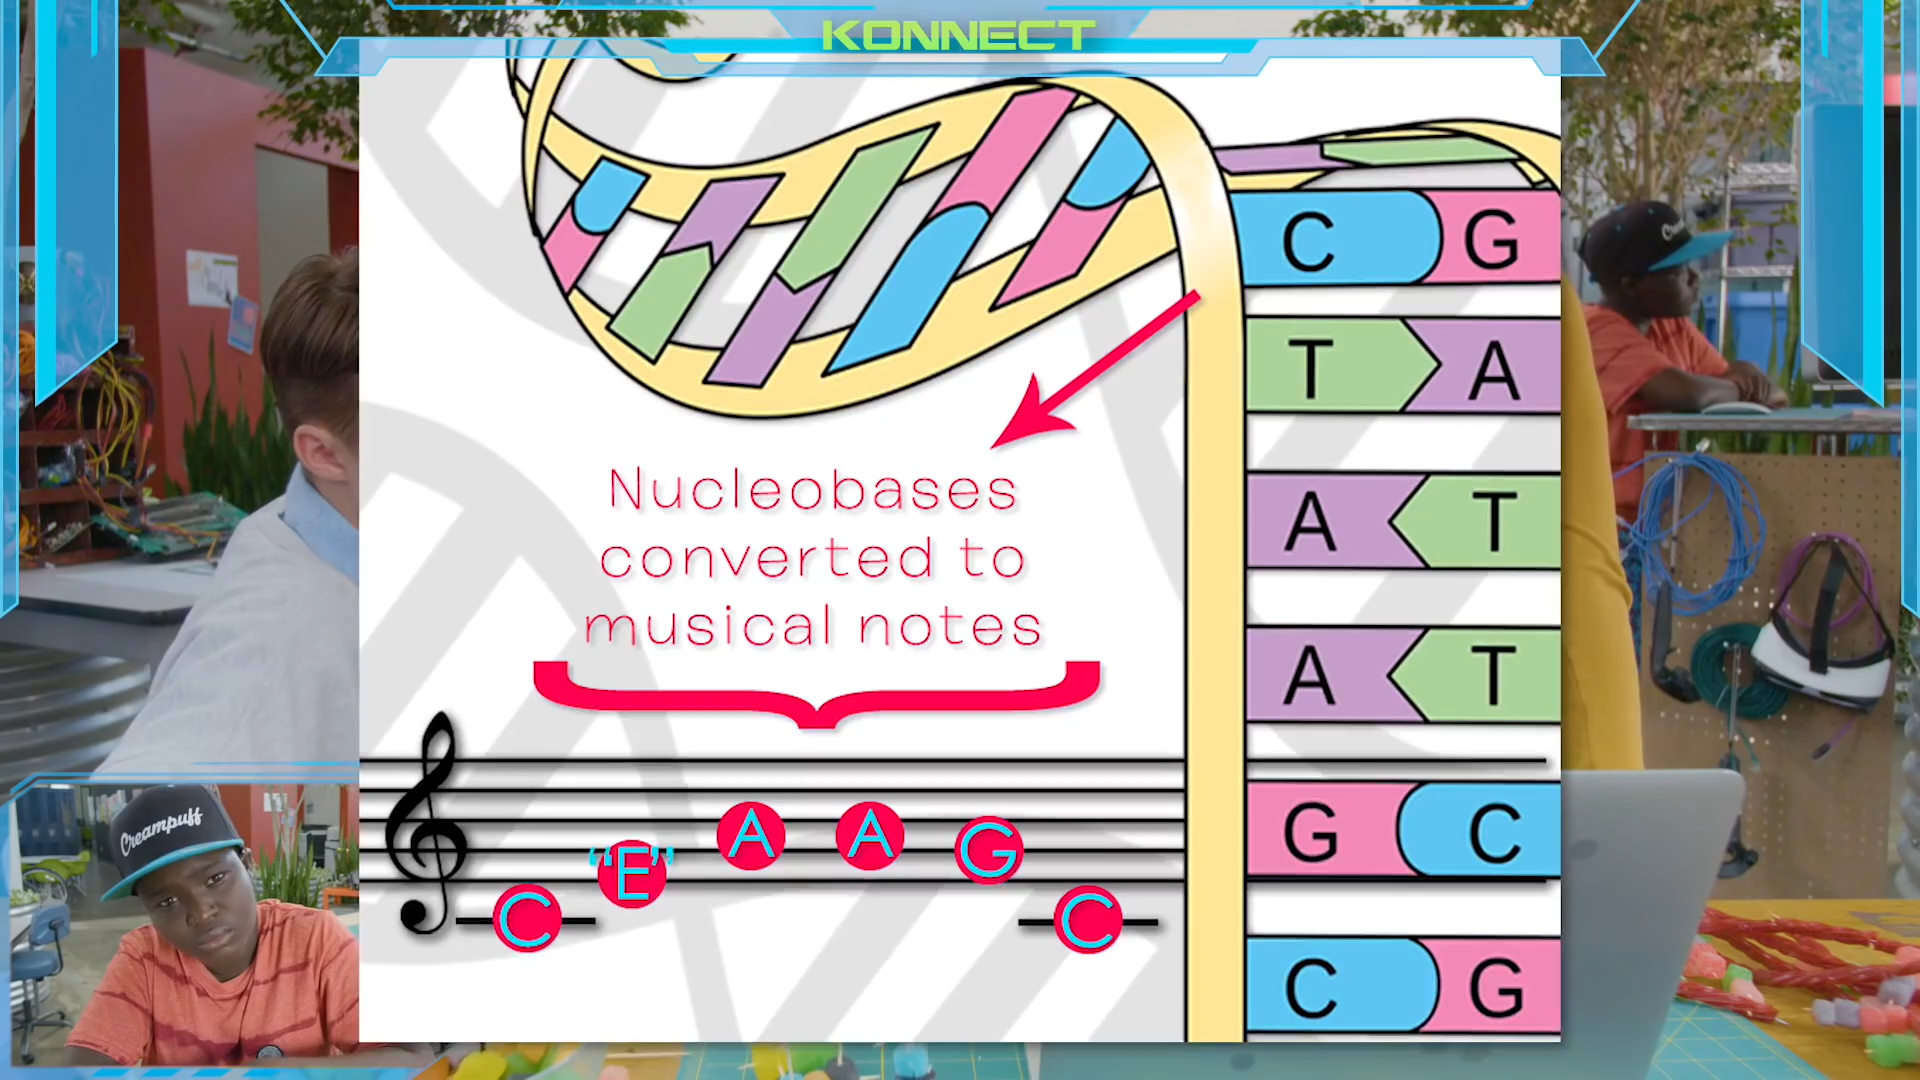 KONNECT
C G
T A
A T
Nucleobases
converted to
musical notes
A T
G C
C "E" A A G C
C G
Creampuff